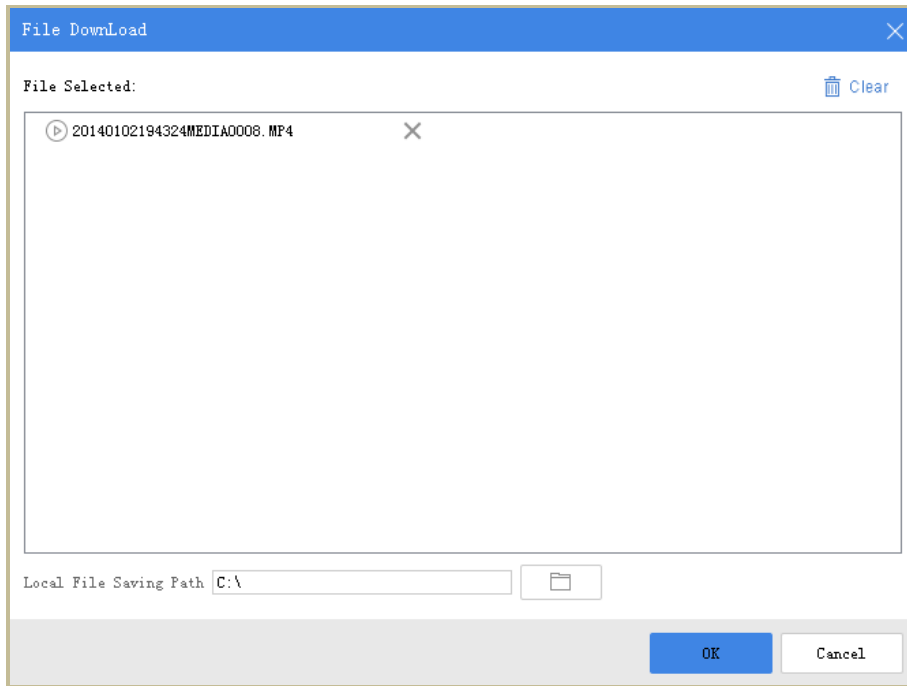 File DownLoad
File Selected:
Clear
20140102194324MEDIA0008.MP4
Local File Saving Path C:\
OK Cancel